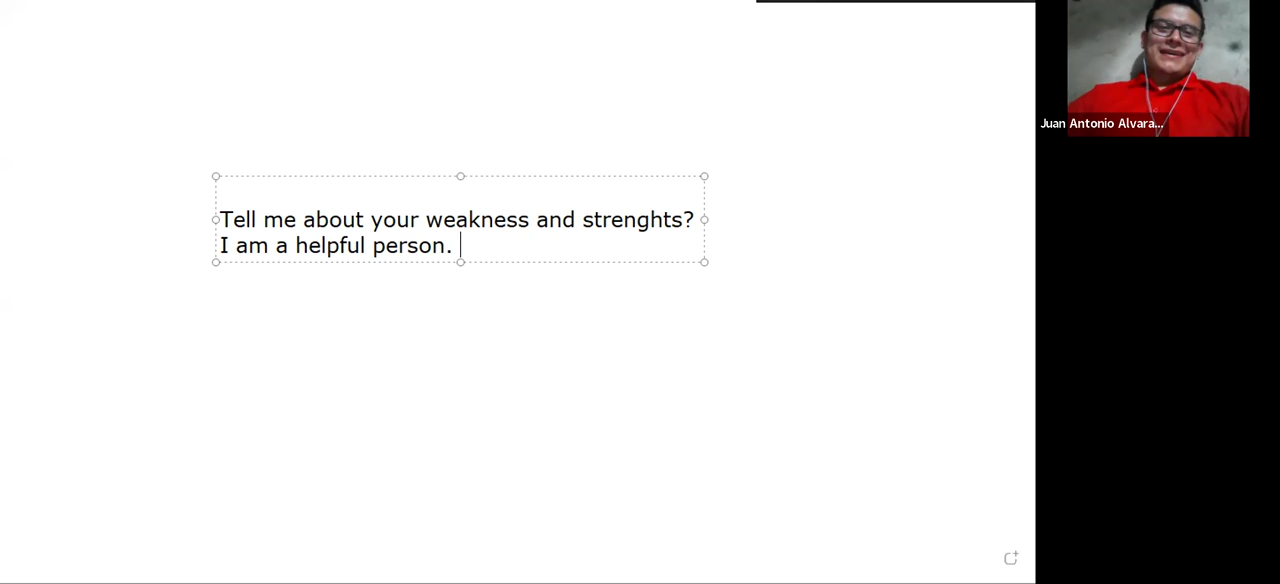 Tell me about your weakness and strenghts?
I am a helpful person.
Juan Antonio Alvara...